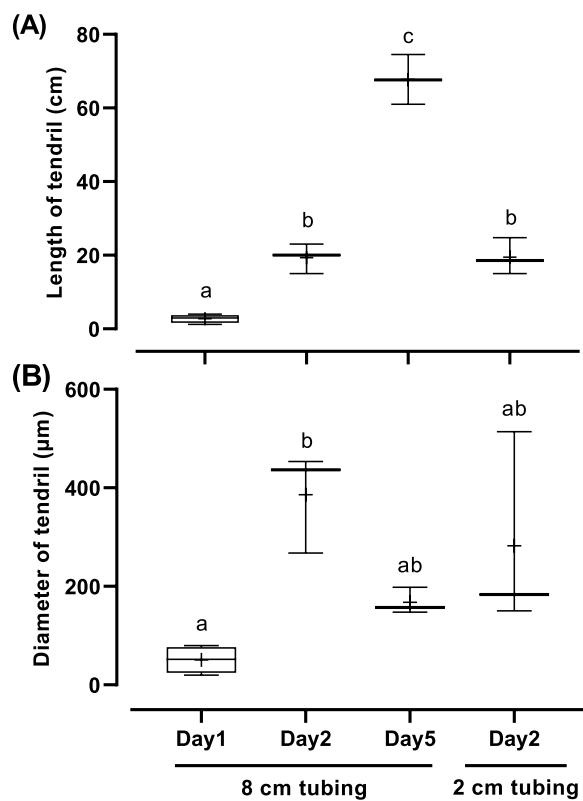 (A)
Length of tendril (cm)
80
60
40
20
0
a
b
c
b
(B)
Diameter of tendril (μm)
600
400
200
0
a
b
ab
ab
Day1 Day2 Day5 Day2
8 cm tubing 2 cm tubing